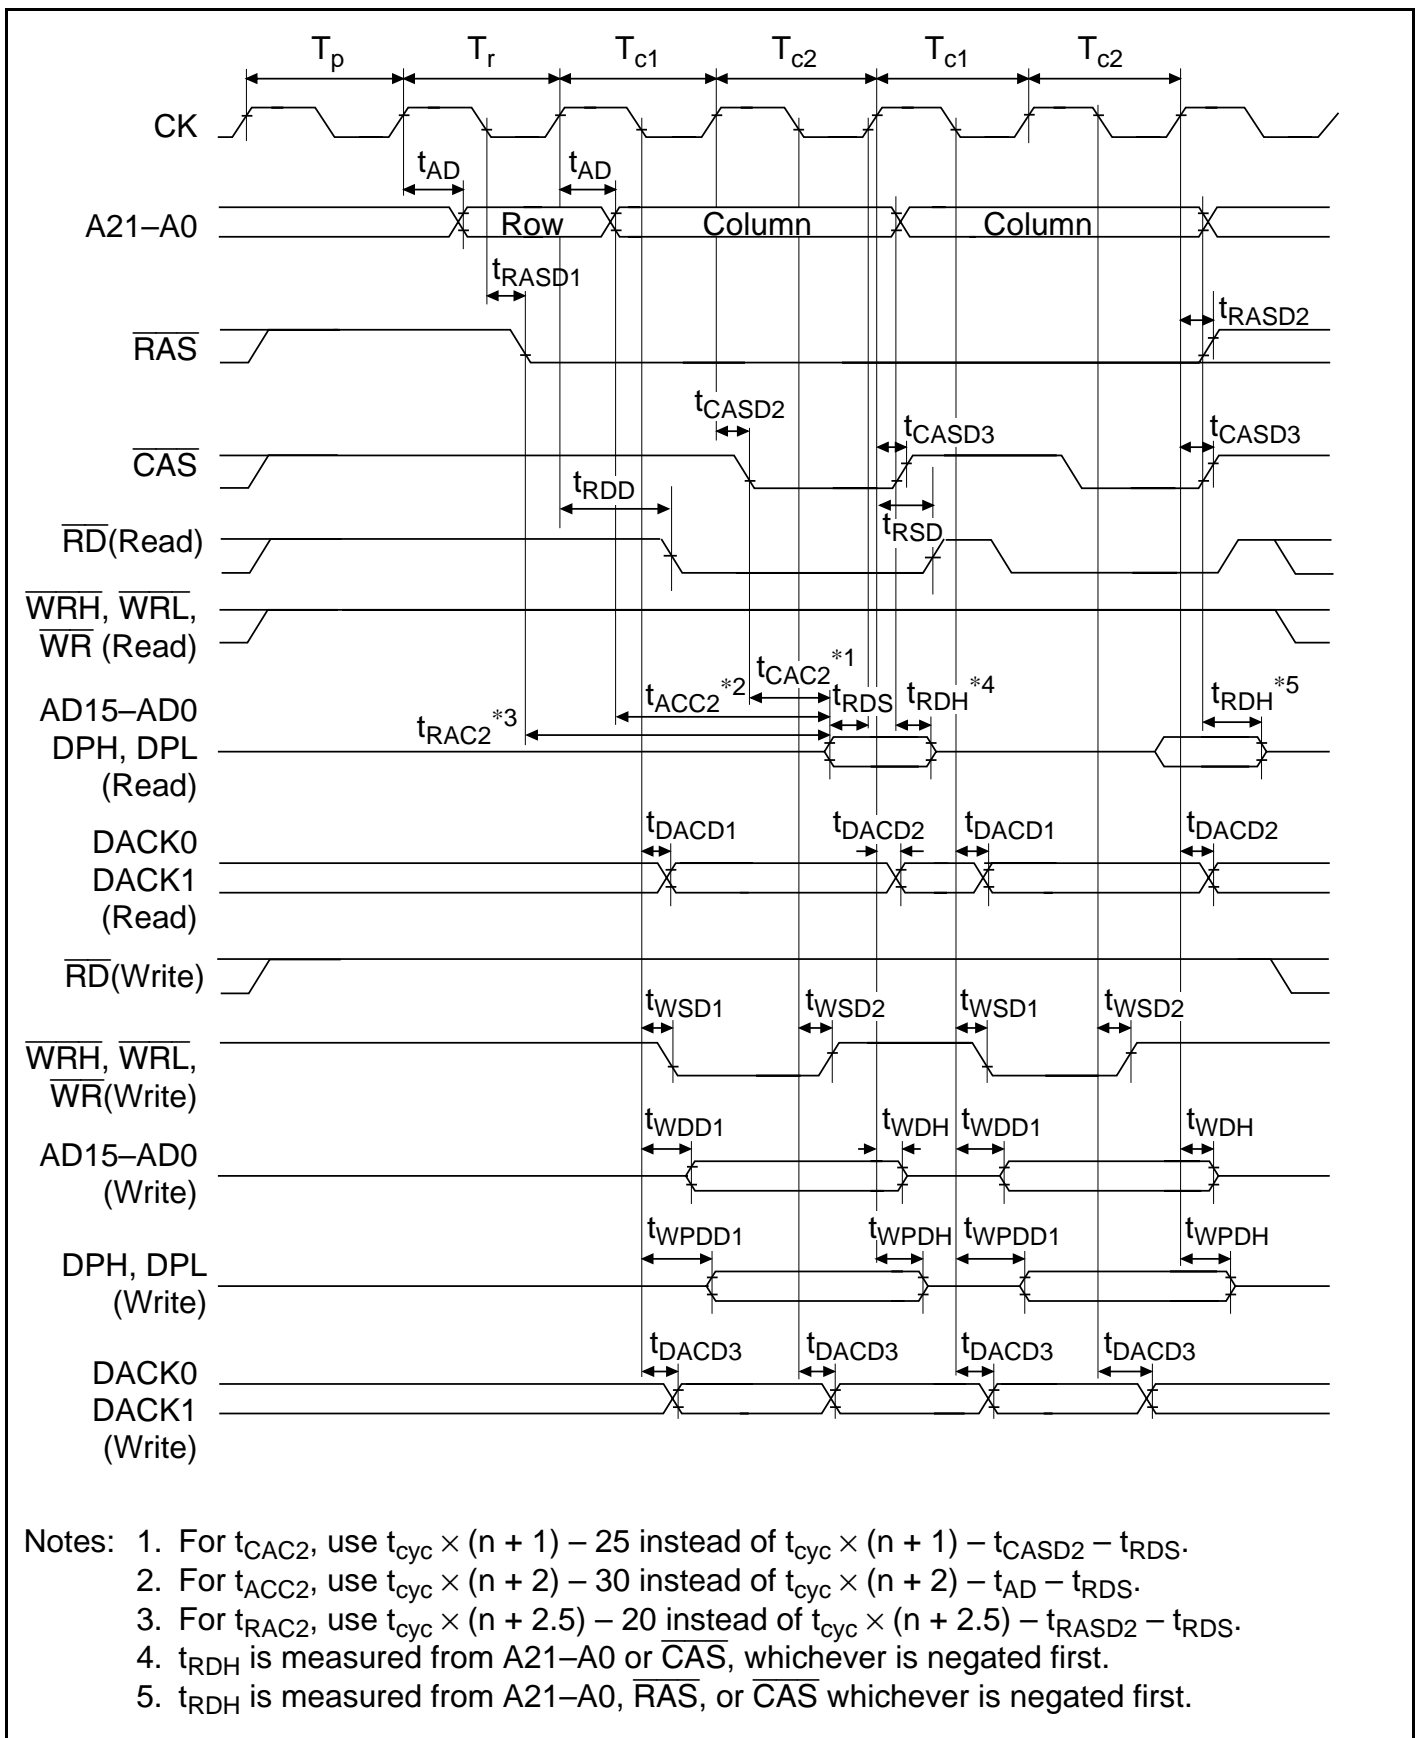 Tp Tr Tc1 Tc2 Tc1 Tc2
CK
tAD tAD
A21–A0 Row Column Column
tRASD1
RAS tRASD2
tCASD2
tCASD3 tCASD3
CAS
tRDD
RD(Read) tRSD
WRH, WRL,
WR (Read)
tCAC2*1
AD15–AD0 tACC2*2 tRDS tRDH*4 tRDH*5
DPH, DPL tRAC2*3
(Read)
DACK0 tDACD1 tDACD2 tDACD1 tDACD2
DACK1
(Read)
RD(Write)
tWSD1 tWSD2 tWSD1 tWSD2
WRH, WRL,
WR(Write)
tWDD1 tWDH tWDD1 tWDH
AD15–AD0
(Write)
tWPDD1 tWPDH tWPDD1 tWPDH
DPH, DPL
(Write)
tDACD3 tDACD3 tDACD3 tDACD3
DACK0
DACK1
(Write)
Notes: 1. For tCAC2, use tcyc × (n + 1) – 25 instead of tcyc × (n + 1) – tCASD2 – tRDS.
2. For tACC2, use tcyc × (n + 2) – 30 instead of tcyc × (n + 2) – tAD – tRDS.
3. For tRAC2, use tcyc × (n + 2.5) – 20 instead of tcyc × (n + 2.5) – tRASD2 – tRDS.
4. tRDH is measured from A21–A0 or CAS, whichever is negated first.
5. tRDH is measured from A21–A0, RAS, or CAS whichever is negated first.